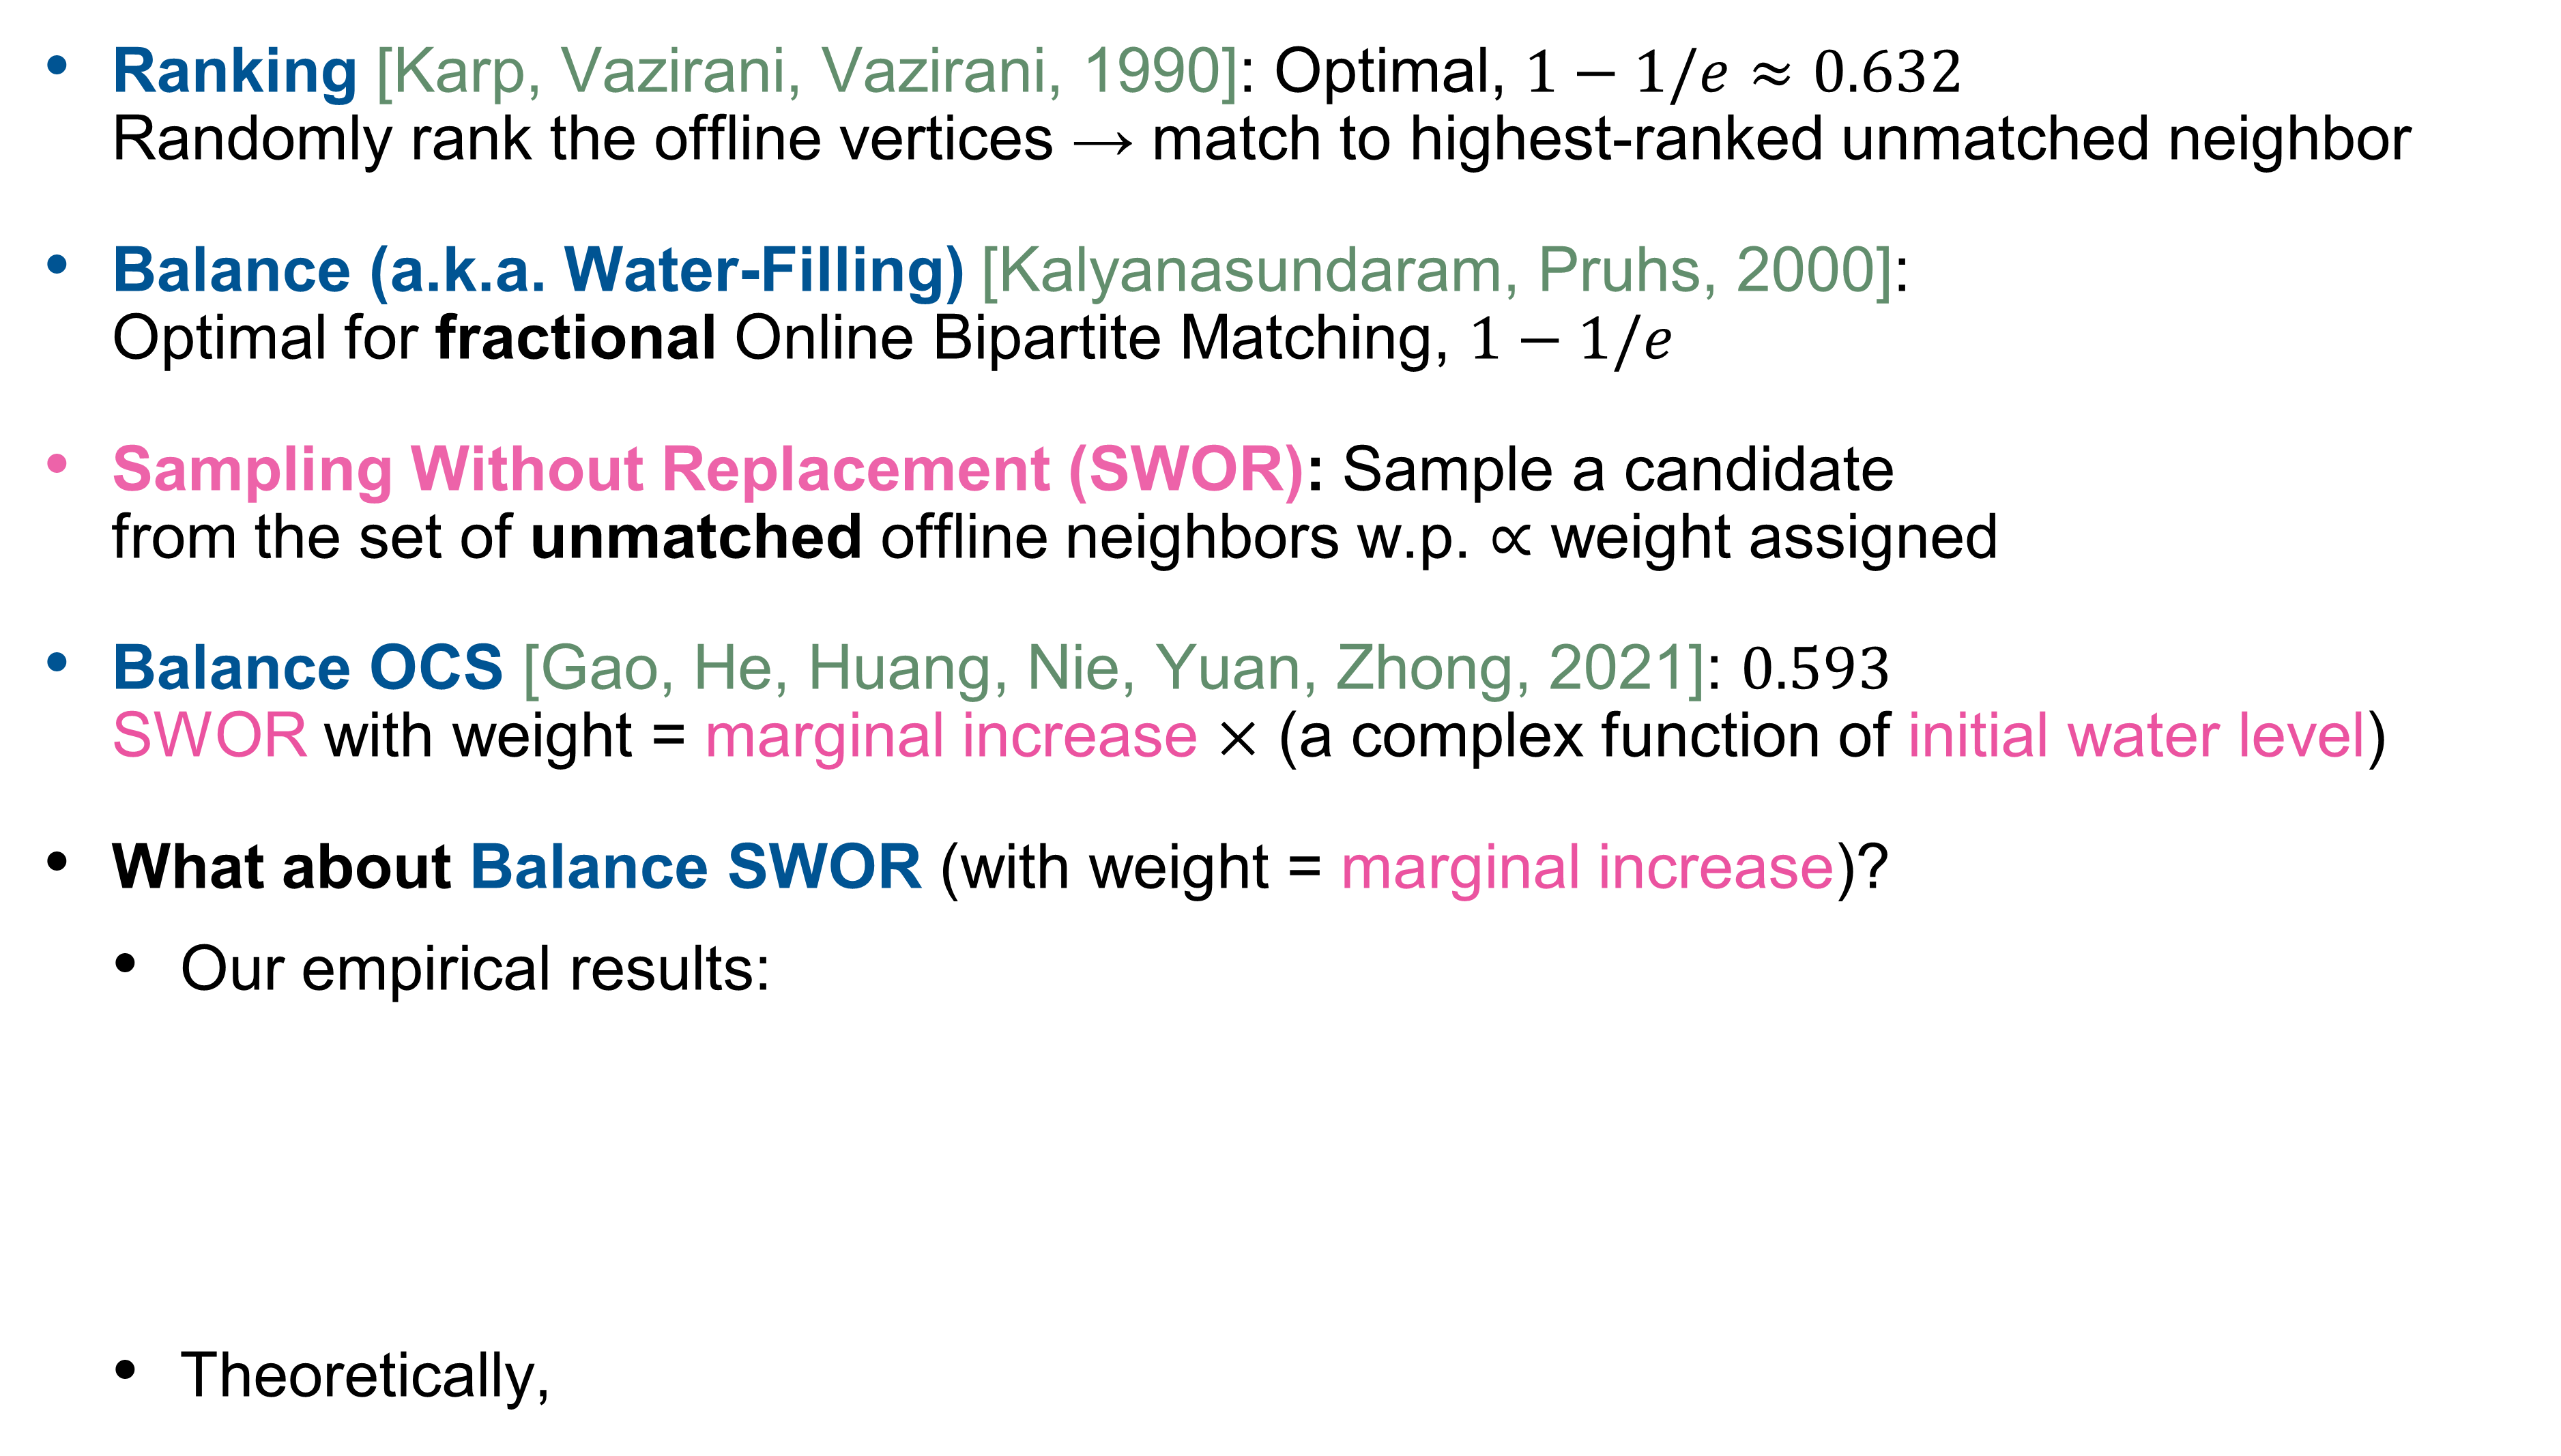 • Ranking [Karp, Vazirani, Vazirani, 1990]: Optimal, 1 − 1/e ≈ 0.632
Randomly rank the offline vertices → match to highest-ranked unmatched neighbor
• Balance (a.k.a. Water-Filling) [Kalyanasundaram, Pruhs, 2000]:
Optimal for fractional Online Bipartite Matching, 1 − 1/e
• Sampling Without Replacement (SWOR): Sample a candidate
from the set of unmatched offline neighbors w.p. ∝ weight assigned
• Balance OCS [Gao, He, Huang, Nie, Yuan, Zhong, 2021]: 0.593
SWOR with weight = marginal increase × (a complex function of initial water level)
• What about Balance SWOR (with weight = marginal increase)?
• Our empirical results:
• Theoretically,